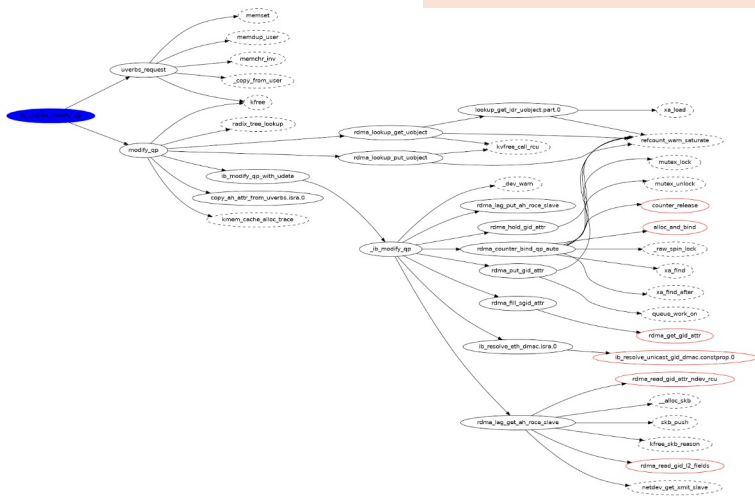 memset
memdup_user
memchr_inv
_copy_from_user
kfree
radix_tree_lookup
uverbs_request
modify_qp
rdma_lookup_get_uobject
rdma_lookup_put_uobject
ib_modify_qp_with_udata
copy_ah_attr_from_uverbs.isra.0
kmem_cache_alloc_trace
lookup_get_idr_uobject.part.0
kvfree_call_rcu
_dev_warn
rdma_lag_put_ah_roce_slave
rdma_hold_gid_attr
_ib_modify_qp
rdma_counter_bind_qp_auto
rdma_put_gid_attr
rdma_fill_sgid_attr
ib_resolve_eth_dmac.isra.0
rdma_lag_get_ah_roce_slave
xa_load
refcount_warn_saturate
mutex_lock
mutex_unlock
counter_release
alloc_and_bind
_raw_spin_lock
xa_find
xa_find_after
queue_work_on
rdma_get_gid_attr
ib_resolve_unicast_gid_dmac.constprop.0
rdma_read_gid_attr_ndev_rcu
__alloc_skb
skb_push
kfree_skb_reason
rdma_read_gid_l2_fields
netdev_get_xmit_slave